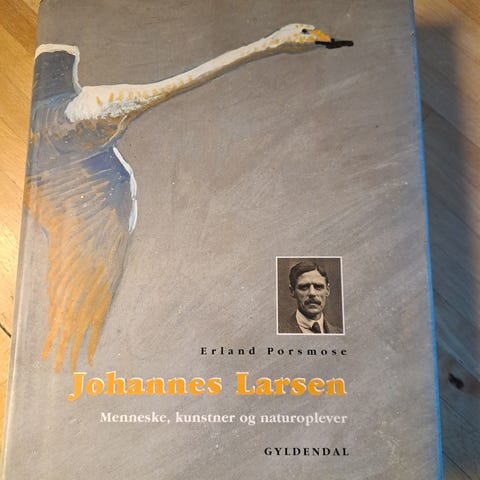 Erland Porsmose
Johannes Larsen
Menneske, kunstner og naturoplever
GYLDENDAL